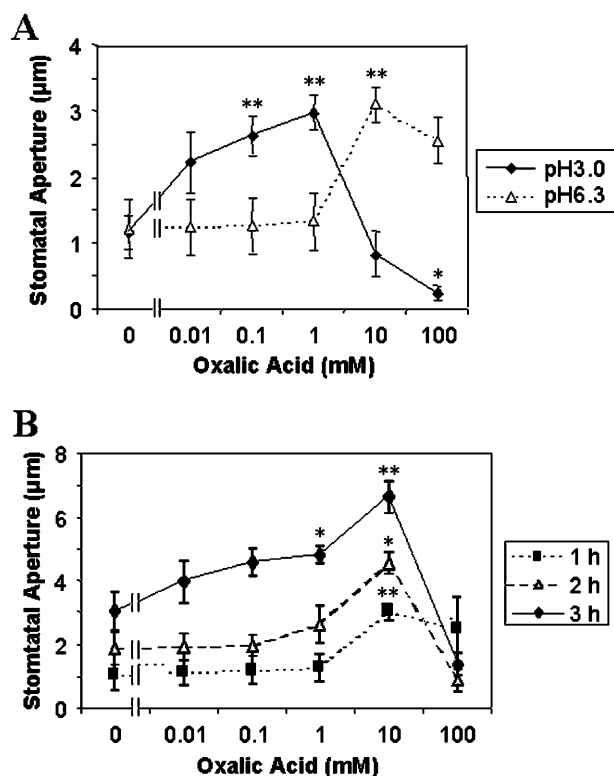 A
Stomatal Aperture (µm)
4
3
2
1
0
** ** **
*
0 0.01 0.1 1 10 100
Oxalic Acid (mM)
pH3.0
pH6.3
B
Stomtatal Aperture (µm)
8
6
4
2
0
**
*
*
**
0 0.01 0.1 1 10 100
Oxalic Acid (mM)
1 h
2 h
3 h